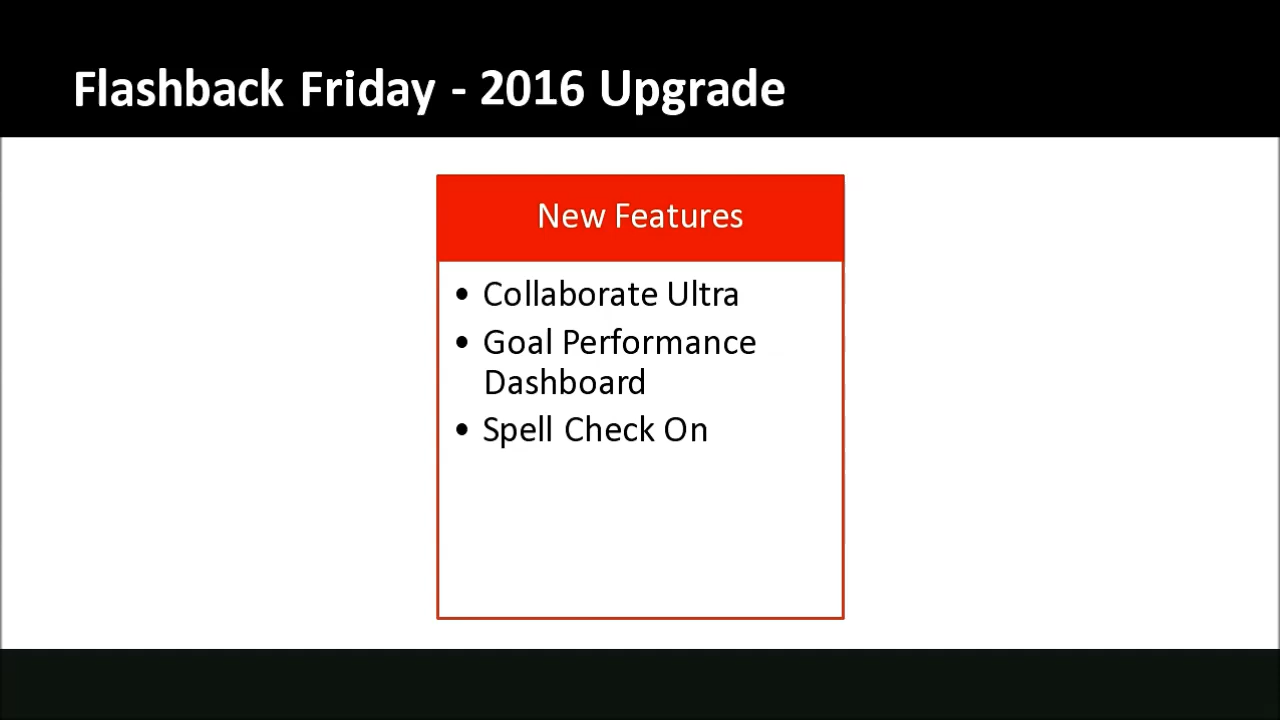 Flashback Friday - 2016 Upgrade
New Features
• Collaborate Ultra
• Goal Performance
Dashboard
• Spell Check On